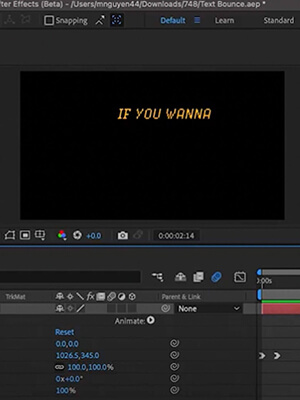 fter Effects (Beta) - /Users/mnguyen44/Downloads/748/Text Bounce.aep *
Snapping Default Learn Standard
IF YOU WANNA
+0.0 0:00:02:14
:00s
TrkMat fx Parent & Link
None
Animate:
Reset
0.0,0.0
1026.5,345.0
100.0,100.0%
0x+0.0°
100%